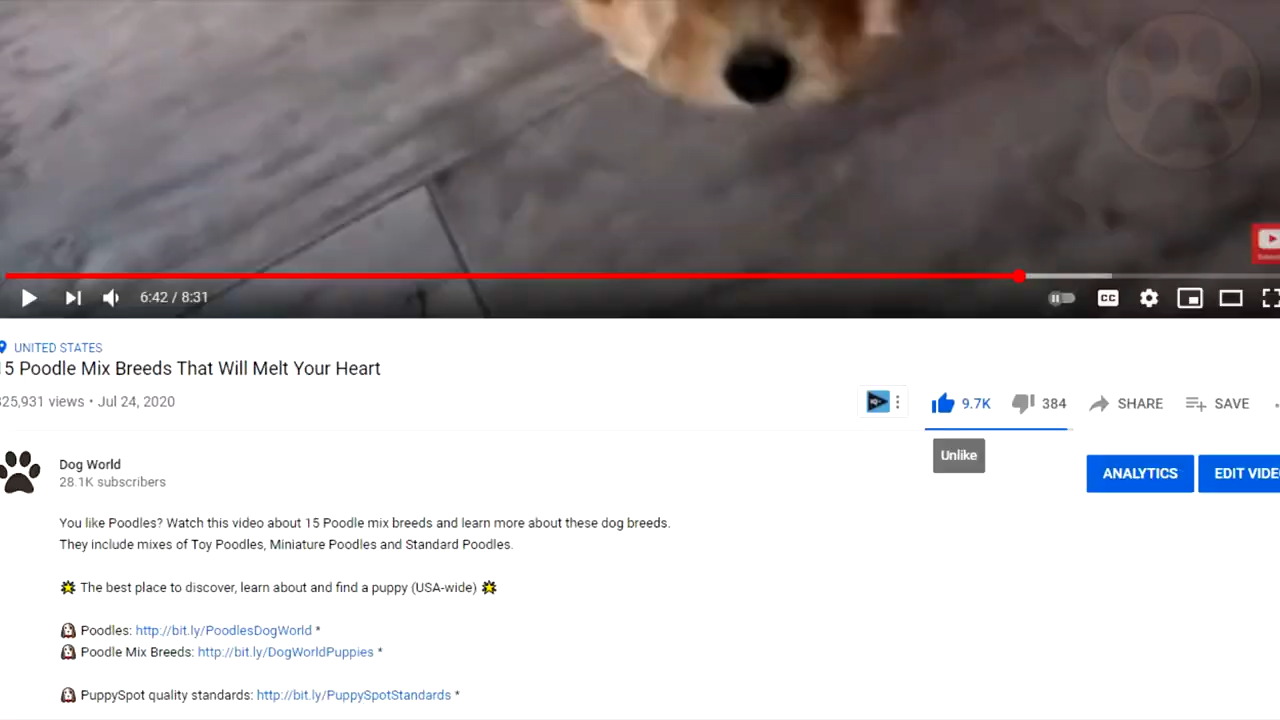 6:42 / 8:31
CC
UNITED STATES
5 Poodle Mix Breeds That Will Melt Your Heart
25,931 views • Jul 24, 2020
9.7K
384
SHARE
SAVE
Unlike
Dog World
28.1K subscribers
ANALYTICS
EDIT VIDE
You like Poodles? Watch this video about 15 Poodle mix breeds and learn more about these dog breeds.
They include mixes of Toy Poodles, Miniature Poodles and Standard Poodles.
The best place to discover, learn about and find a puppy (USA-wide)
Poodles: http://bit.ly/PoodlesDogWorld *
Poodle Mix Breeds: http://bit.ly/DogWorldPuppies *
PuppySpot quality standards: http://bit.ly/PuppySpotStandards *